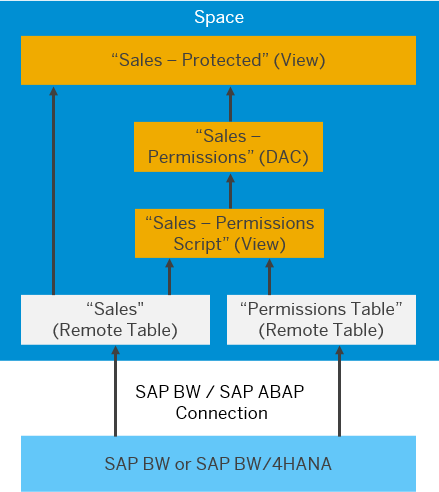 Space
“Sales – Protected” (View)
“Sales –
Permissions” (DAC)
“Sales – Permissions
Script” (View)
“Sales"
(Remote Table)
“Permissions Table”
(Remote Table)
SAP BW / SAP ABAP
Connection
SAP BW or SAP BW/4HANA